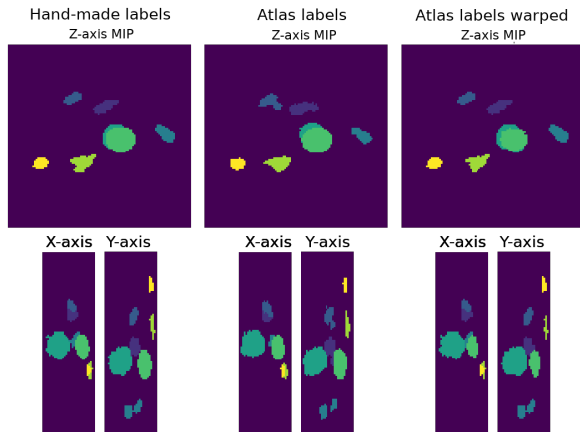 Hand-made labels
Z-axis MIP
Atlas labels
Z-axis MIP
Atlas labels warped
Z-axis MIP
X-axis Y-axis
X-axis Y-axis
X-axis Y-axis